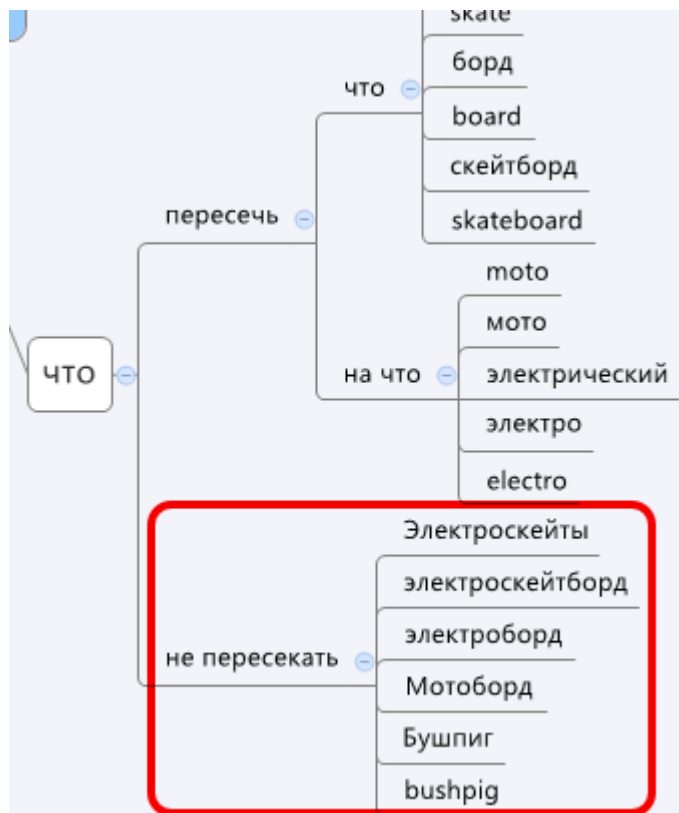 skate
борд
что
board
скейтборд
пересечь
skateboard
moto
мото
что
на что
электрический
электро
electro
Электроскейты
электроскейтборд
электроборд
не пересекать
Мотоборд
Бушпиг
bushpig